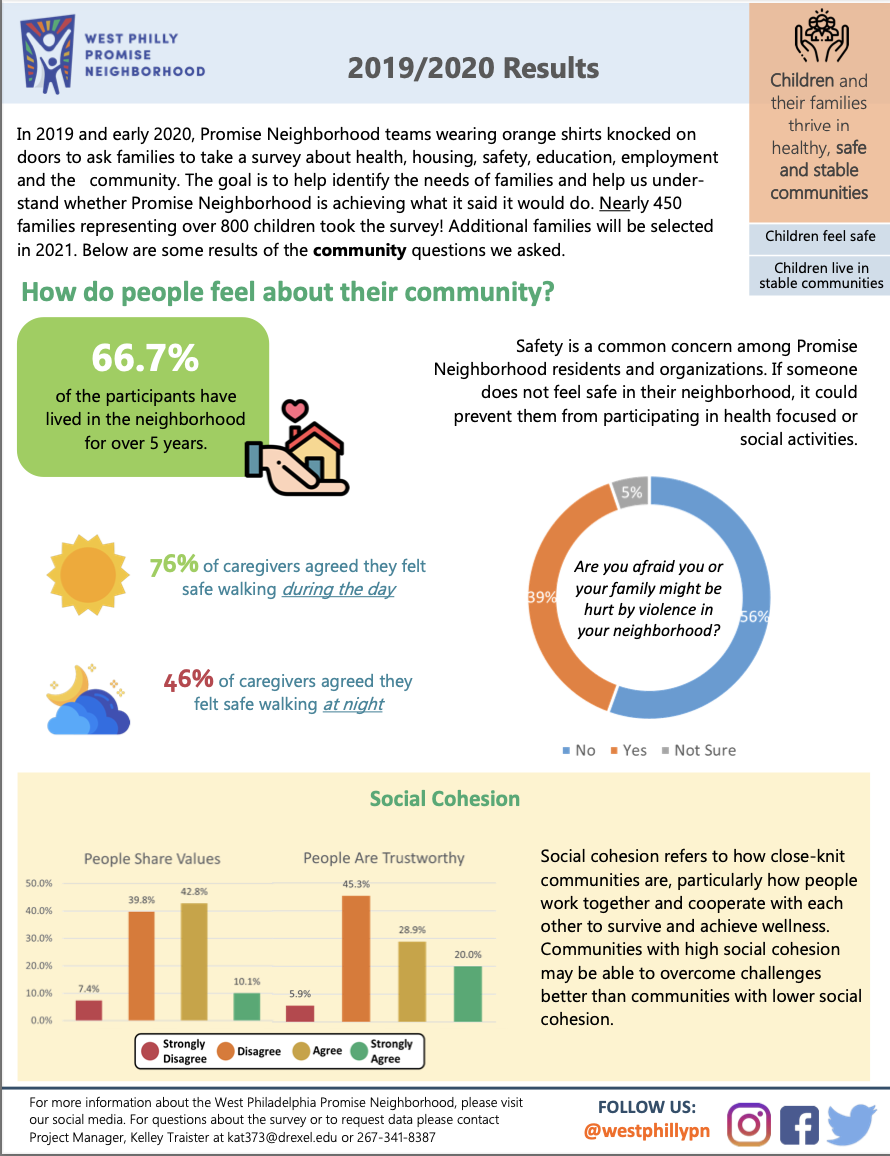 WEST PHILLY
PROMISE
NEIGHBORHOOD
2019/2020 Results
Children and
their families
thrive in
healthy, safe
and stable
communities
Children feel safe
Children live in
stable communities
In 2019 and early 2020, Promise Neighborhood teams wearing orange shirts knocked on
doors to ask families to take a survey about health, housing, safety, education, employment
and the community. The goal is to help identify the needs of families and help us under-
stand whether Promise Neighborhood is achieving what it said it would do. Nearly 450
families representing over 800 children took the survey! Additional families will be selected
in 2021. Below are some results of the community questions we asked.
How do people feel about their community?
66.7%
of the participants have
lived in the neighborhood
for over 5 years.
Safety is a common concern among Promise
Neighborhood residents and organizations. If someone
does not feel safe in their neighborhood, it could
prevent them from participating in health focused or
social activities.
76% of caregivers agreed they felt
safe walking during the day
46% of caregivers agreed they
felt safe walking at night
5%
39%
56%
Are you afraid you or
your family might be
hurt by violence in
your neighborhood?
No Yes Not Sure
Social Cohesion
People Share Values
People Are Trustworthy
50.0%
40.0%
30.0%
20.0%
10.0%
0.0%
7.4%
39.8%
42.8%
10.1%
5.9%
45.3%
28.9%
20.0%
Strongly
Disagree
Disagree
Agree
Strongly
Agree
Social cohesion refers to how close-knit
communities are, particularly how people
work together and cooperate with each
other to survive and achieve wellness.
Communities with high social cohesion
may be able to overcome challenges
better than communities with lower social
cohesion.
For more information about the West Philadelphia Promise Neighborhood, please visit
our social media. For questions about the survey or to request data please contact
Project Manager, Kelley Traister at kat373@drexel.edu or 267-341-8387
FOLLOW US:
@westphillypn